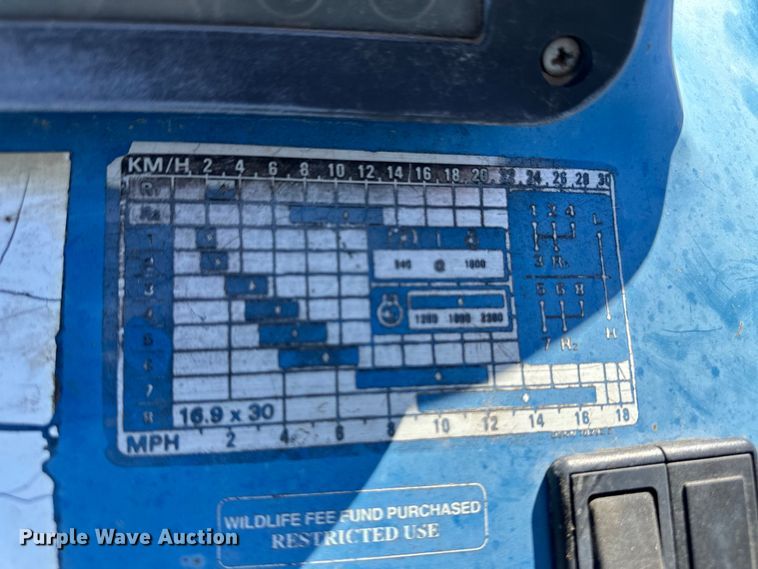 KM/H 2 4 6 8 10 12 14 16 18 20 22 24 26 28 30
R₁
R₂
1
2
3
4
5
6
7
8
540 @ 1800
1200 1800 2300
1 2 4 L
3 R₁
5 6 8
7 R₂ H
16.9 x 30
MPH 2 4 6 8 10 12 14 16 18
WILDLIFE FEE FUND PURCHASED
RESTRICTED USE
Purple Wave Auction